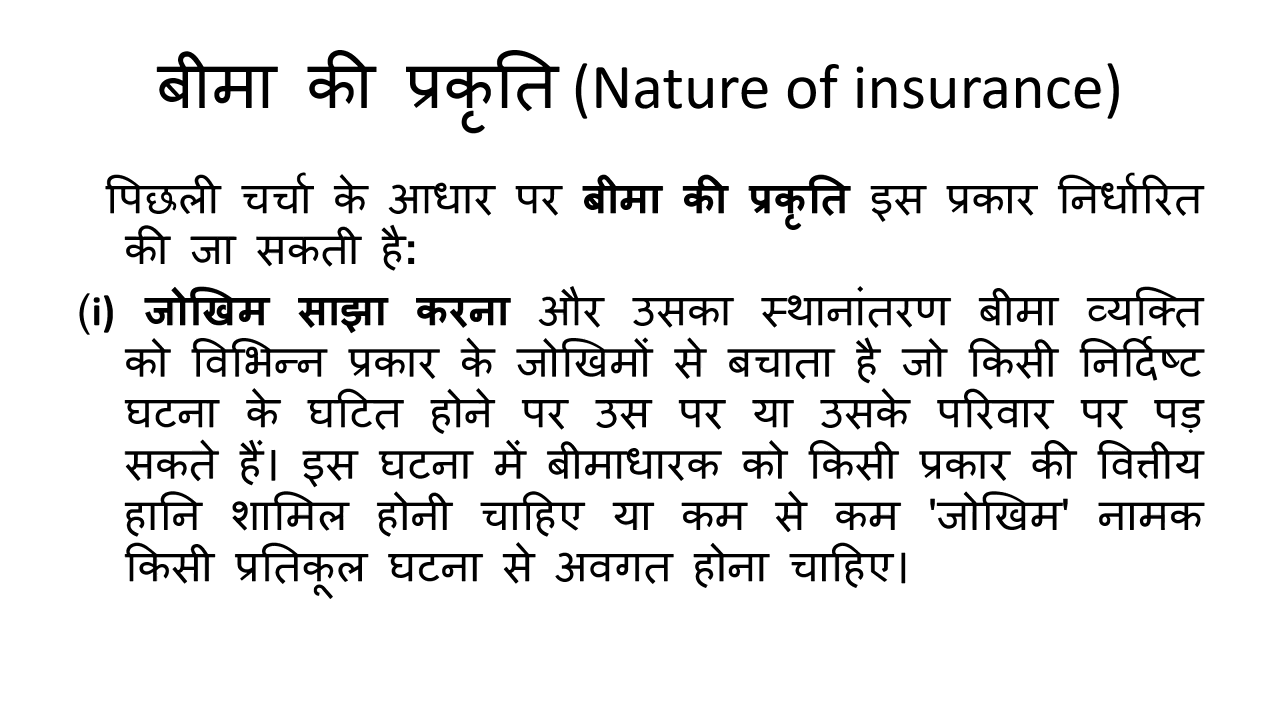 बीमा की प्रकृति (Nature of insurance)
पिछली चर्चा के आधार पर बीमा की प्रकृति इस प्रकार निर्धारित
की जा सकती है:
(i) जोखिम साझा करना और उसका स्थानांतरण बीमा व्यक्ति
को विभिन्न प्रकार के जोखिमों से बचाता है जो किसी निर्दिष्ट
घटना के घटित होने पर उस पर या उसके परिवार पर पड़
सकते हैं। इस घटना में बीमाधारक को किसी प्रकार की वित्तीय
हानि शामिल होनी चाहिए या कम से कम 'जोखिम' नामक
किसी प्रतिकूल घटना से अवगत होना चाहिए।